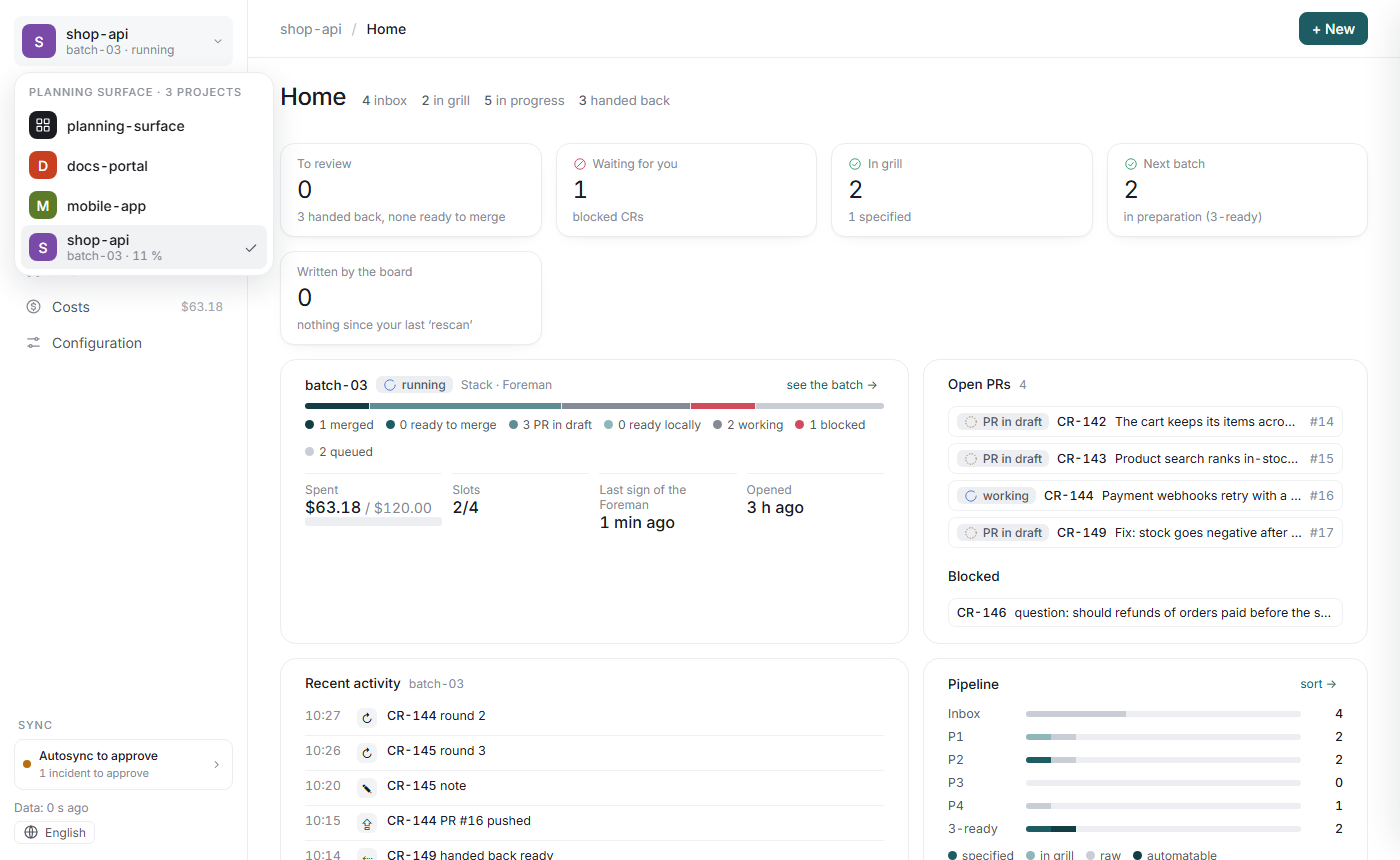 S
shop-api
batch-03 · running
PLANNING SURFACE · 3 PROJECTS
planning-surface
D
docs-portal
M
mobile-app
S
shop-api
batch-03 · 11 %
Costs
$63.18
Configuration
SYNC
Autosync to approve
1 incident to approve
Data: 0 s ago
English
shop-api / Home
+ New
Home
4 inbox
2 in grill
5 in progress
3 handed back
To review
0
3 handed back, none ready to merge
Waiting for you
1
blocked CRs
In grill
2
1 specified
Next batch
2
in preparation (3-ready)
Written by the board
0
nothing since your last ‘rescan’
batch-03
running
Stack · Foreman
see the batch →
1 merged
0 ready to merge
3 PR in draft
0 ready locally
2 working
1 blocked
2 queued
Spent
$63.18 / $120.00
Slots
2/4
Last sign of the
Foreman
1 min ago
Opened
3 h ago
Open PRs 4
PR in draft CR-142 The cart keeps its items acro... #14
PR in draft CR-143 Product search ranks in-stoc... #15
working CR-144 Payment webhooks retry with a ... #16
PR in draft CR-149 Fix: stock goes negative after ... #17
Blocked
CR-146 question: should refunds of orders paid before the s...
Recent activity batch-03
10:27 CR-144 round 2
10:26 CR-145 round 3
10:20 CR-145 note
10:15 CR-144 PR #16 pushed
10:14 CR-149 handed back ready
Pipeline
sort →
Inbox 4
P1 2
P2 2
P3 0
P4 1
3-ready 2
specified
in grill
raw
automatable